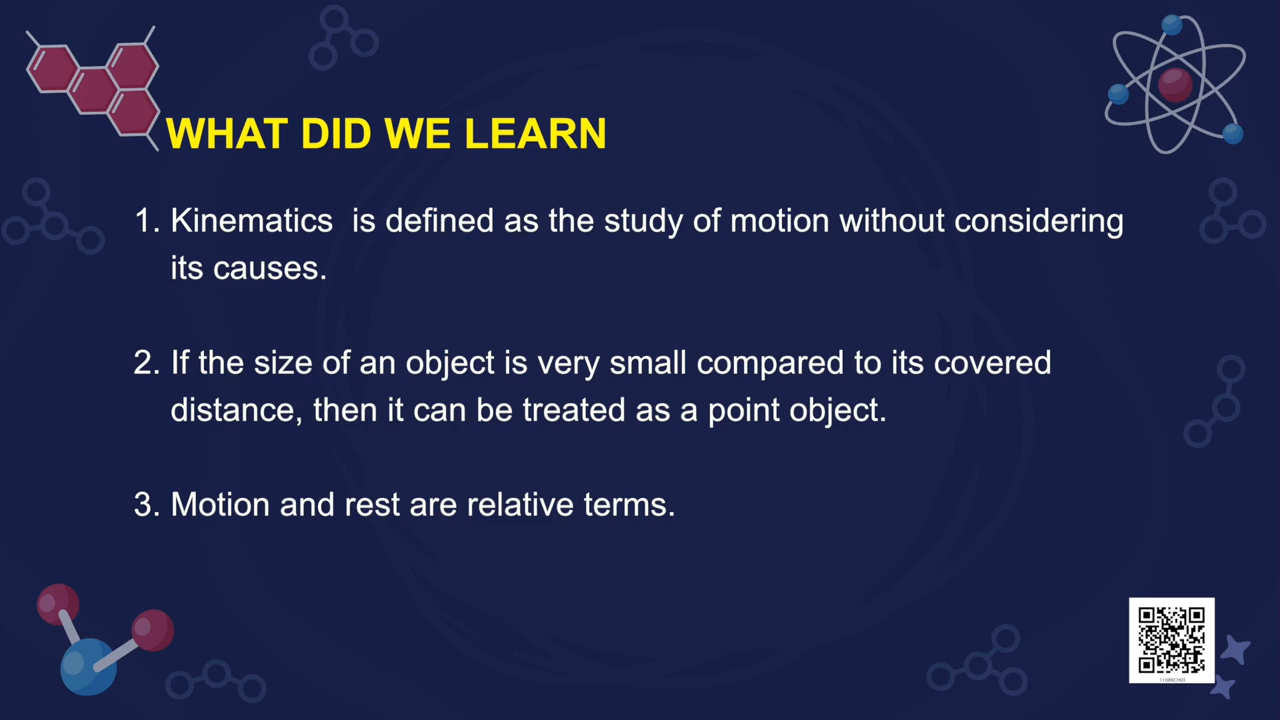 WHAT DID WE LEARN
1. Kinematics  is defined as the study of motion without considering
its causes.
2. If the size of an object is very small compared to its covered
distance, then it can be treated as a point object.
3. Motion and rest are relative terms.